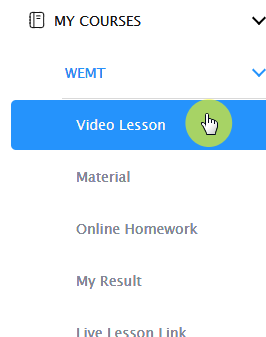 MY COURSES
WEMT
Video Lesson
Material
Online Homework
My Result
Live Lesson Link